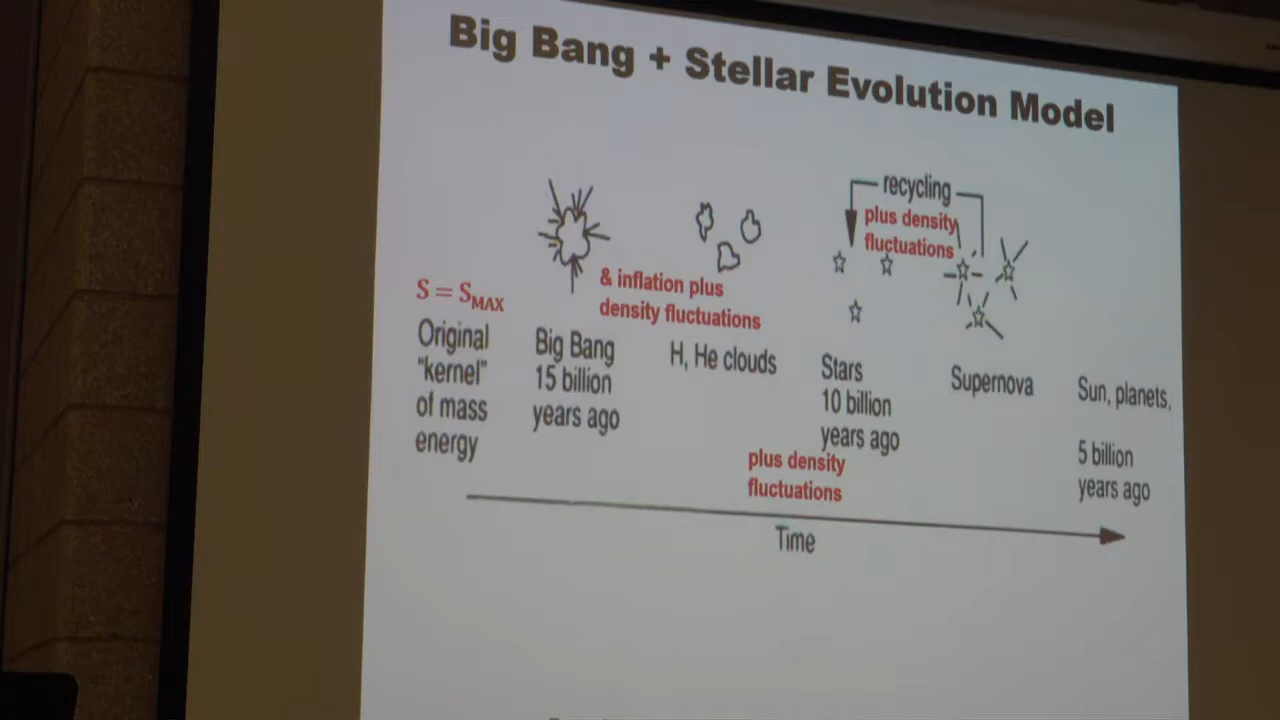 Big Bang + Stellar Evolution Model
recycling
plus density
fluctuations
& inflation plus
density fluctuations
S = SMAX
Original
"kernel"
of mass
energy
Big Bang
15 billion
years ago
H, He clouds
Stars
10 billion
years ago
Supernova
Sun, planets,
5 billion
years ago
plus density
fluctuations
Time